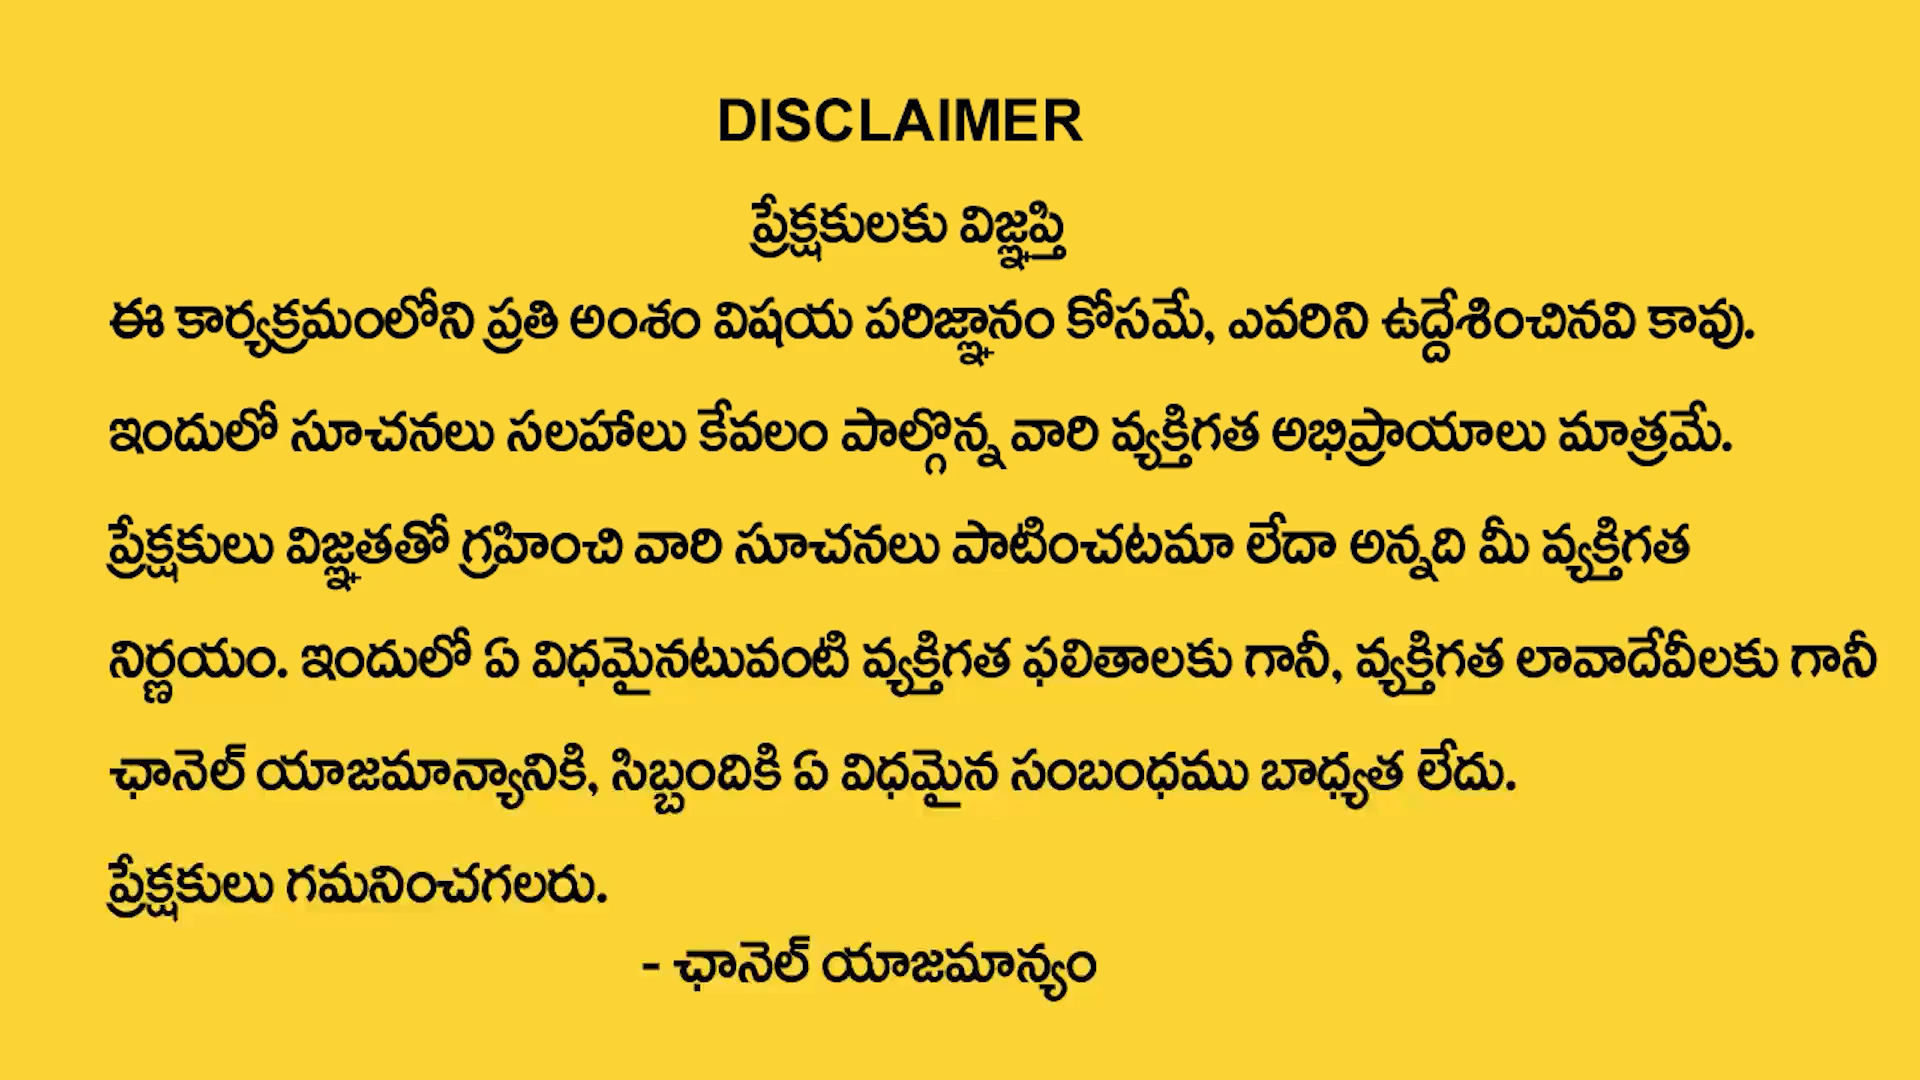 DISCLAIMER
ప్రేక్షకులకు విజ్ఞప్తి
ఈ కార్యక్రమంలోని ప్రతి అంశం విషయ పరిజ్ఞానం కోసమే, ఎవరిని ఉద్దేశించినవి కావు.
ఇందులో సూచనలు సలహాలు కేవలం పాల్గొన్న వారి వ్యక్తిగత అభిప్రాయాలు మాత్రమే.
ప్రేక్షకులు విజ్ఞతతో గ్రహించి వారి సూచనలు పాటించటమా లేదా అన్నది మీ వ్యక్తిగత
నిర్ణయం. ఇందులో ఏ విధమైనటువంటి వ్యక్తిగత ఫలితాలకు గానీ, వ్యక్తిగత లావాదేవీలకు గానీ
ఛానెల్ యాజమాన్యానికి, సిబ్బందికి ఏ విధమైన సంబంధము బాధ్యత లేదు.
ప్రేక్షకులు గమనించగలరు.
- ఛానెల్ యాజమాన్యం